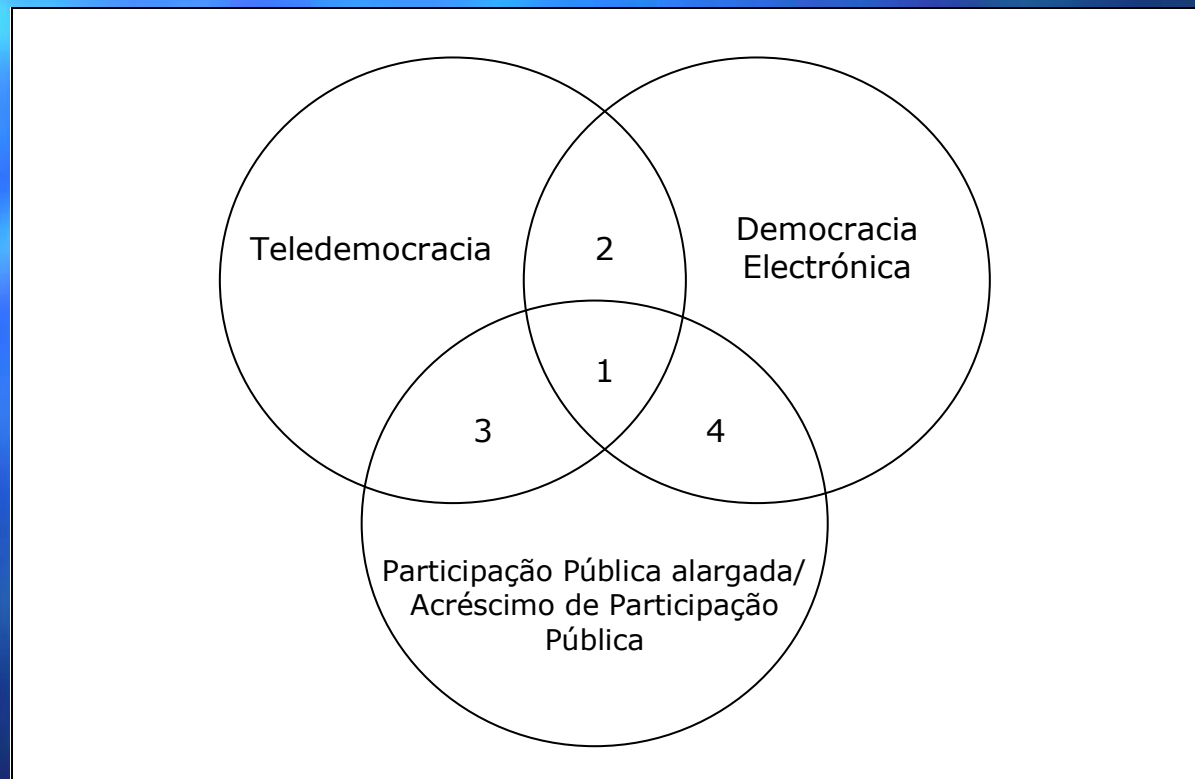 Teledemocracia
2
Democracia
Electrónica
1
3
4
Participação Pública alargada/
Acréscimo de Participação
Pública